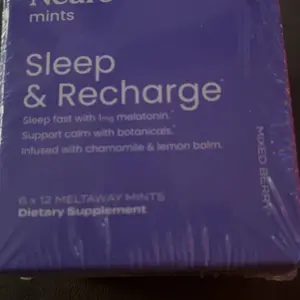 Neuro
mints
Sleep
& Recharge*
Sleep fast with 1mg melatonin.*
Support calm with botanicals.*
Infused with chamomile & lemon balm.
MIXED BERRY
6 x 12 MELTAWAY MINTS
Dietary Supplement